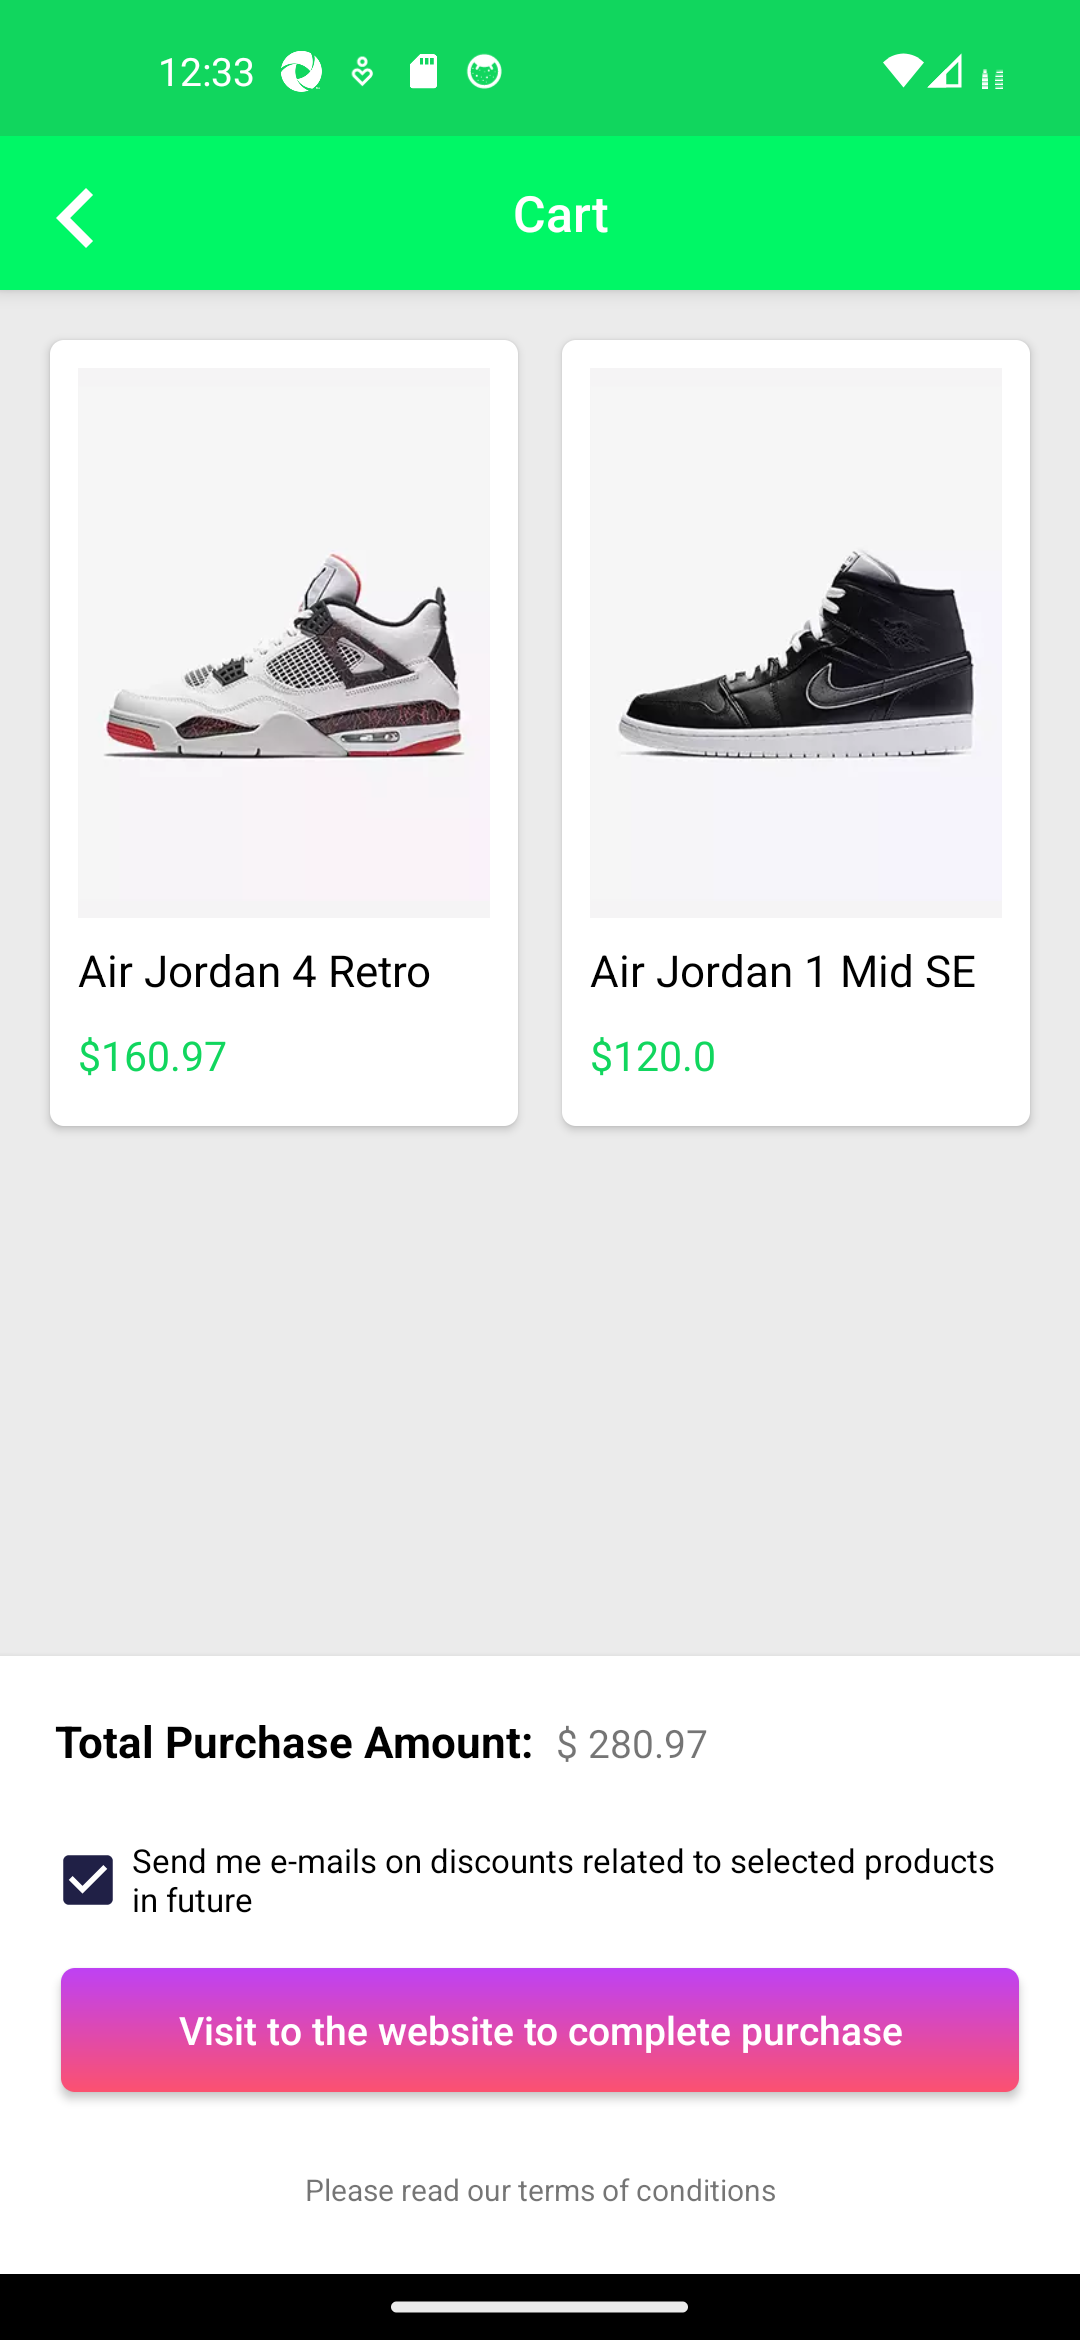 12:33
Cart
Air Jordan 4 Retro
$160.97
Air Jordan 1 Mid SE
$120.0
Total Purchase Amount: $ 280.97
Send me e-mails on discounts related to selected products
in future
Visit to the website to complete purchase
Please read our terms of conditions